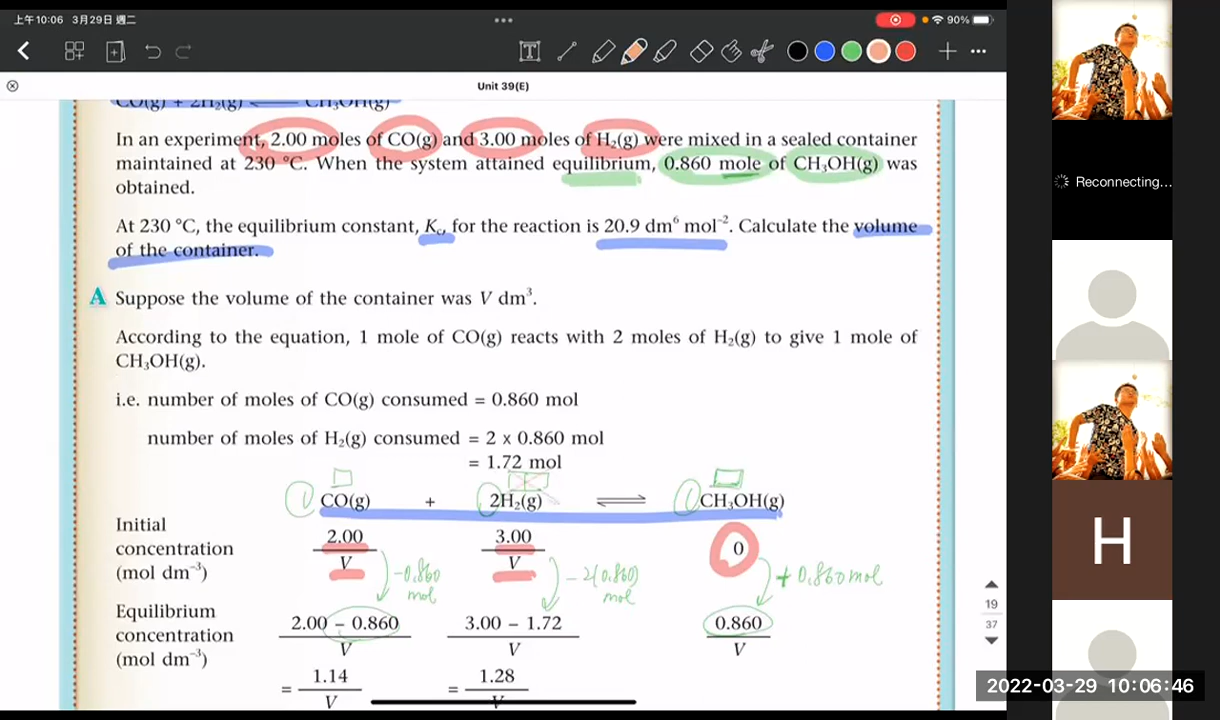 上午10:06 3月29日 週二
90%
Unit 39(E)
CO(g) + 2H₂(g) ⇌ CH₃OH(g)
In an experiment, 2.00 moles of CO(g) and 3.00 moles of H₂(g) were mixed in a sealed container
maintained at 230 °C. When the system attained equilibrium, 0.860 mole of CH₃OH(g) was
obtained.
At 230 °C, the equilibrium constant, Kc, for the reaction is 20.9 dm⁶ mol⁻². Calculate the volume
of the container.
A Suppose the volume of the container was V dm³.
According to the equation, 1 mole of CO(g) reacts with 2 moles of H₂(g) to give 1 mole of
CH₃OH(g).
i.e. number of moles of CO(g) consumed = 0.860 mol
number of moles of H₂(g) consumed = 2 x 0.860 mol
= 1.72 mol
1 CO(g) + 2H₂(g) ⇌ 1 CH₃OH(g)
Initial
concentration
(mol dm⁻³)
2.00
V
3.00
V
0
-0.860
mol
-2(0.860)
mol
+ 0.860 mol
Equilibrium
concentration
(mol dm⁻³)
2.00 – 0.860
V
3.00 – 1.72
V
0.860
V
= 1.14
V
= 1.28
V
19
37
Reconnecting...
H
2022-03-29 10:06:46